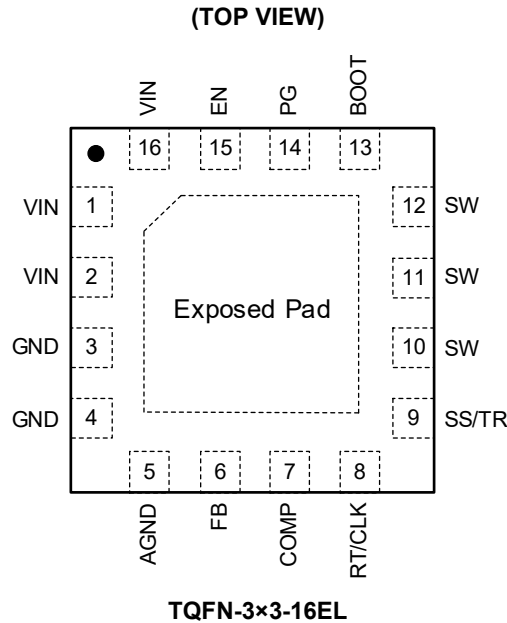 (TOP VIEW)
VIN EN PG BOOT
16 15 14 13
VIN 1 12 SW
VIN 2 11 SW
Exposed Pad
GND 3 10 SW
GND 4 9 SS/TR
5 6 7 8
AGND FB COMP RT/CLK
TQFN-3×3-16EL